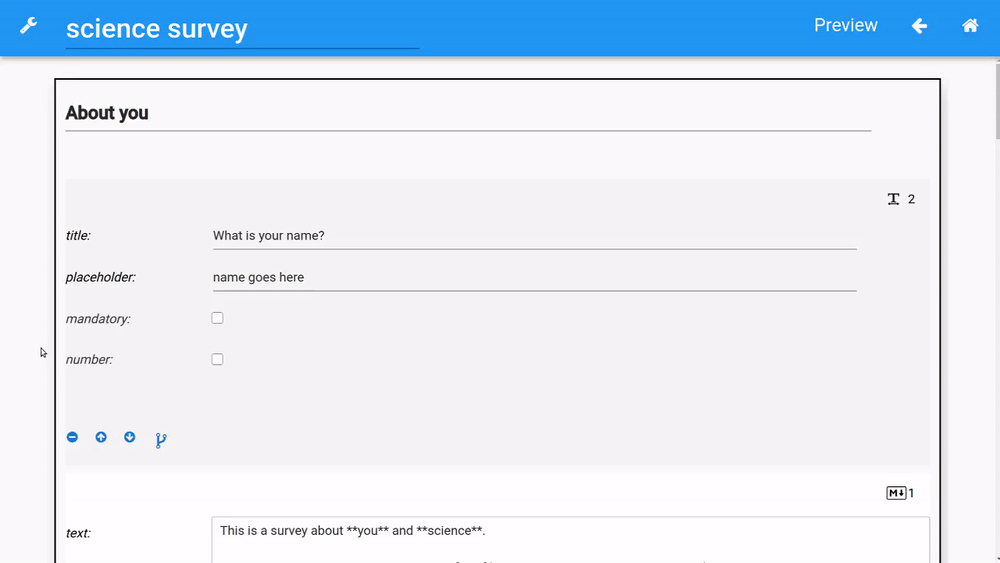 science survey
Preview
About you
2
title: What is your name?
placeholder: name goes here
mandatory:
number:
M 1
text: This is a survey about **you** and **science**.